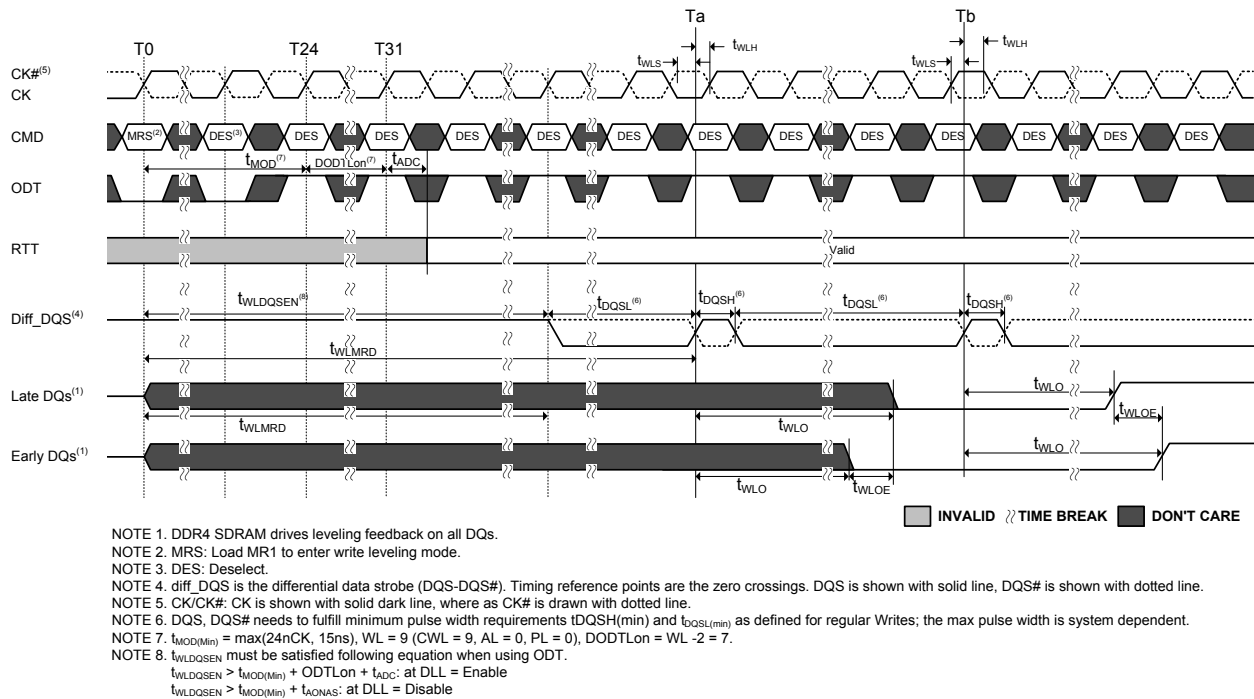 Ta Tb
T0 T24 T31 tWLS tWLH tWLS tWLH
CK#(5)
CK
CMD MRS(2) DES(3) DES DES DES DES DES DES DES DES DES DES DES DES
tMOD(7) DODTLon(7) tADC
ODT
RTT Valid
tWLDQSEN(8) tDQSL(6) tDQSH(6) tDQSL(6) tDQSH(6)
Diff_DQS(4)
tWLMRD
Late DQs(1) tWLO
tWLMRD tWLO tWLOE
Early DQs(1) tWLO
tWLO tWLOE
INVALID TIME BREAK DON'T CARE
NOTE 1. DDR4 SDRAM drives leveling feedback on all DQs.
NOTE 2. MRS: Load MR1 to enter write leveling mode.
NOTE 3. DES: Deselect.
NOTE 4. diff_DQS is the differential data strobe (DQS-DQS#). Timing reference points are the zero crossings. DQS is shown with solid line, DQS# is shown with dotted line.
NOTE 5. CK/CK#: CK is shown with solid dark line, where as CK# is drawn with dotted line.
NOTE 6. DQS, DQS# needs to fulfill minimum pulse width requirements tDQSH(min) and tDQSL(min) as defined for regular Writes; the max pulse width is system dependent.
NOTE 7. tMOD(Min) = max(24nCK, 15ns), WL = 9 (CWL = 9, AL = 0, PL = 0), DODTLon = WL -2 = 7.
NOTE 8. tWLDQSEN must be satisfied following equation when using ODT.
tWLDQSEN > tMOD(Min) + ODTLon + tADC: at DLL = Enable
tWLDQSEN > tMOD(Min) + tAONAS: at DLL = Disable